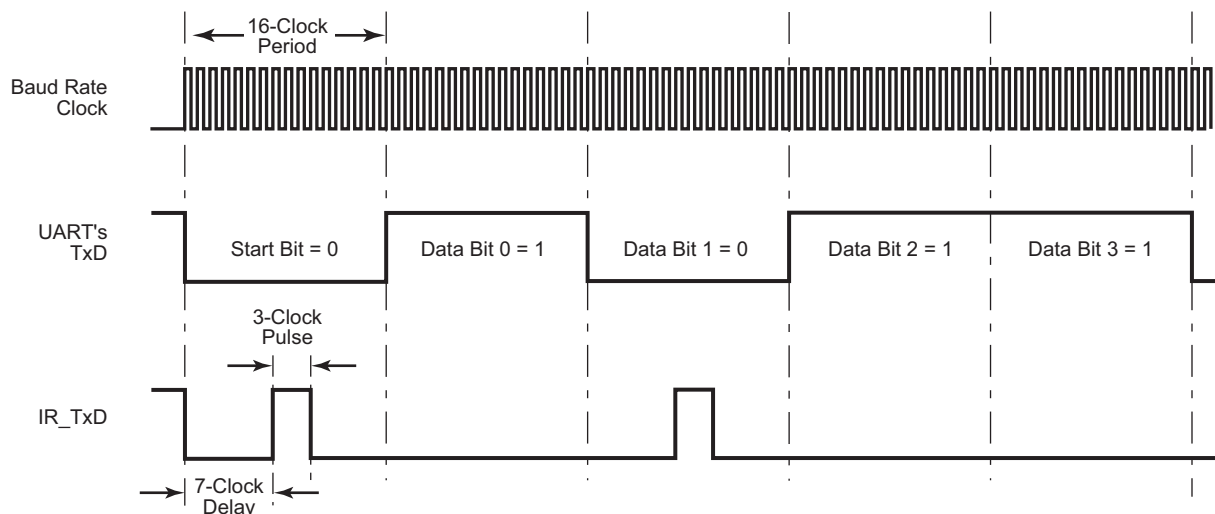 16-Clock
Period
Baud Rate
Clock
UART's
TxD
Start Bit = 0
Data Bit 0 = 1
Data Bit 1 = 0
Data Bit 2 = 1
Data Bit 3 = 1
3-Clock
Pulse
IR_TxD
7-Clock
Delay